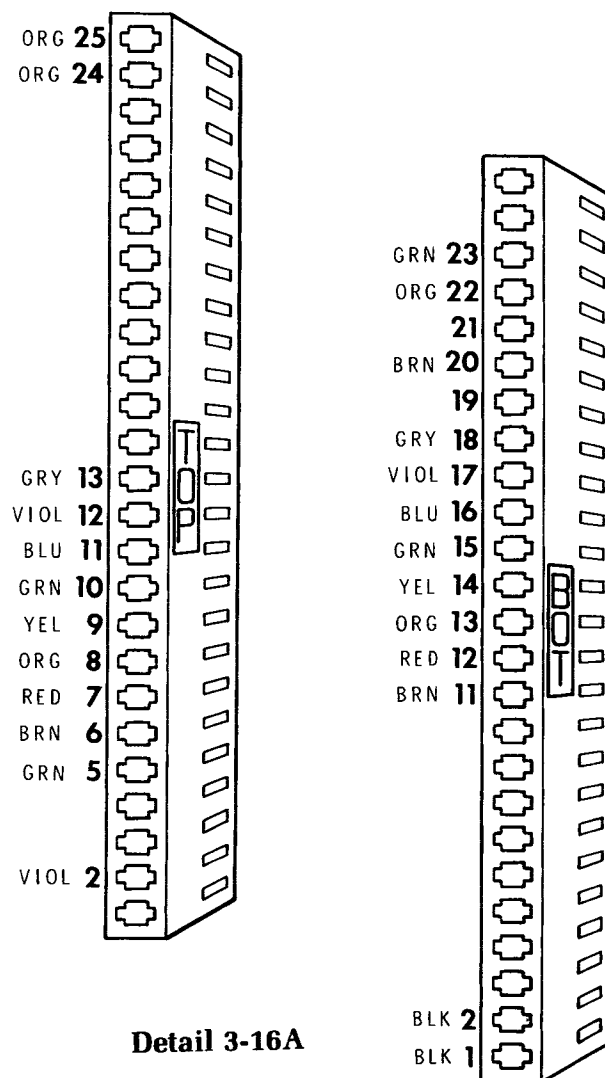 ORG 25
ORG 24
GRY 13
VIOL 12
BLU 11
GRN 10
YEL 9
ORG 8
RED 7
BRN 6
GRN 5
VIOL 2
TOP
Detail 3-16A
GRN 23
ORG 22
21
BRN 20
19
GRY 18
VIOL 17
BLU 16
GRN 15
YEL 14
ORG 13
RED 12
BRN 11
BLK 2
BLK 1
BOT